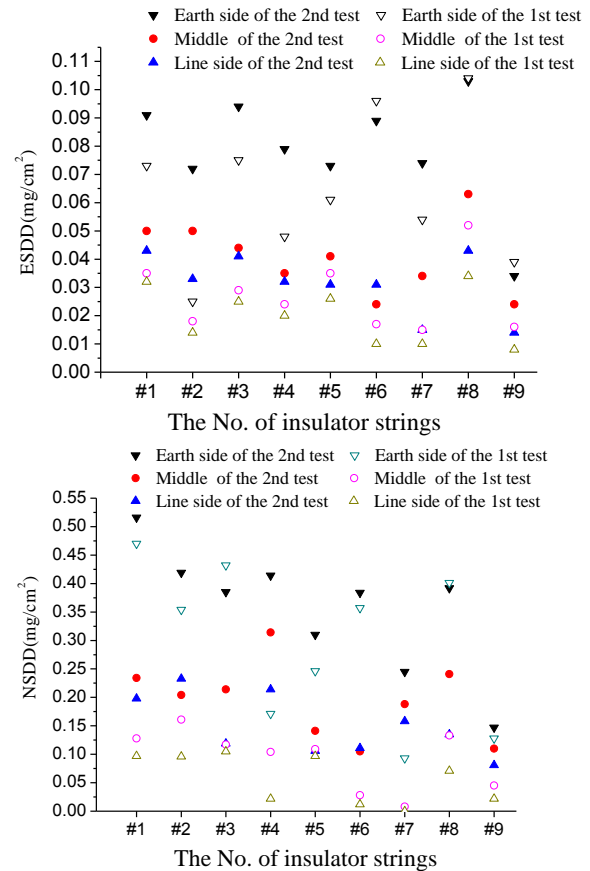 Earth side of the 2nd test Earth side of the 1st test
Middle of the 2nd test Middle of the 1st test
Line side of the 2nd test Line side of the 1st test
0.11
0.10
0.09
0.08
0.07
0.06
0.05
0.04
0.03
0.02
0.01
0.00
ESDD(mg/cm²)
#1 #2 #3 #4 #5 #6 #7 #8 #9
The No. of insulator strings
Earth side of the 2nd test Earth side of the 1st test
Middle of the 2nd test Middle of the 1st test
Line side of the 2nd test Line side of the 1st test
0.55
0.50
0.45
0.40
0.35
0.30
0.25
0.20
0.15
0.10
0.05
0.00
NSDD(mg/cm²)
#1 #2 #3 #4 #5 #6 #7 #8 #9
The No. of insulator strings